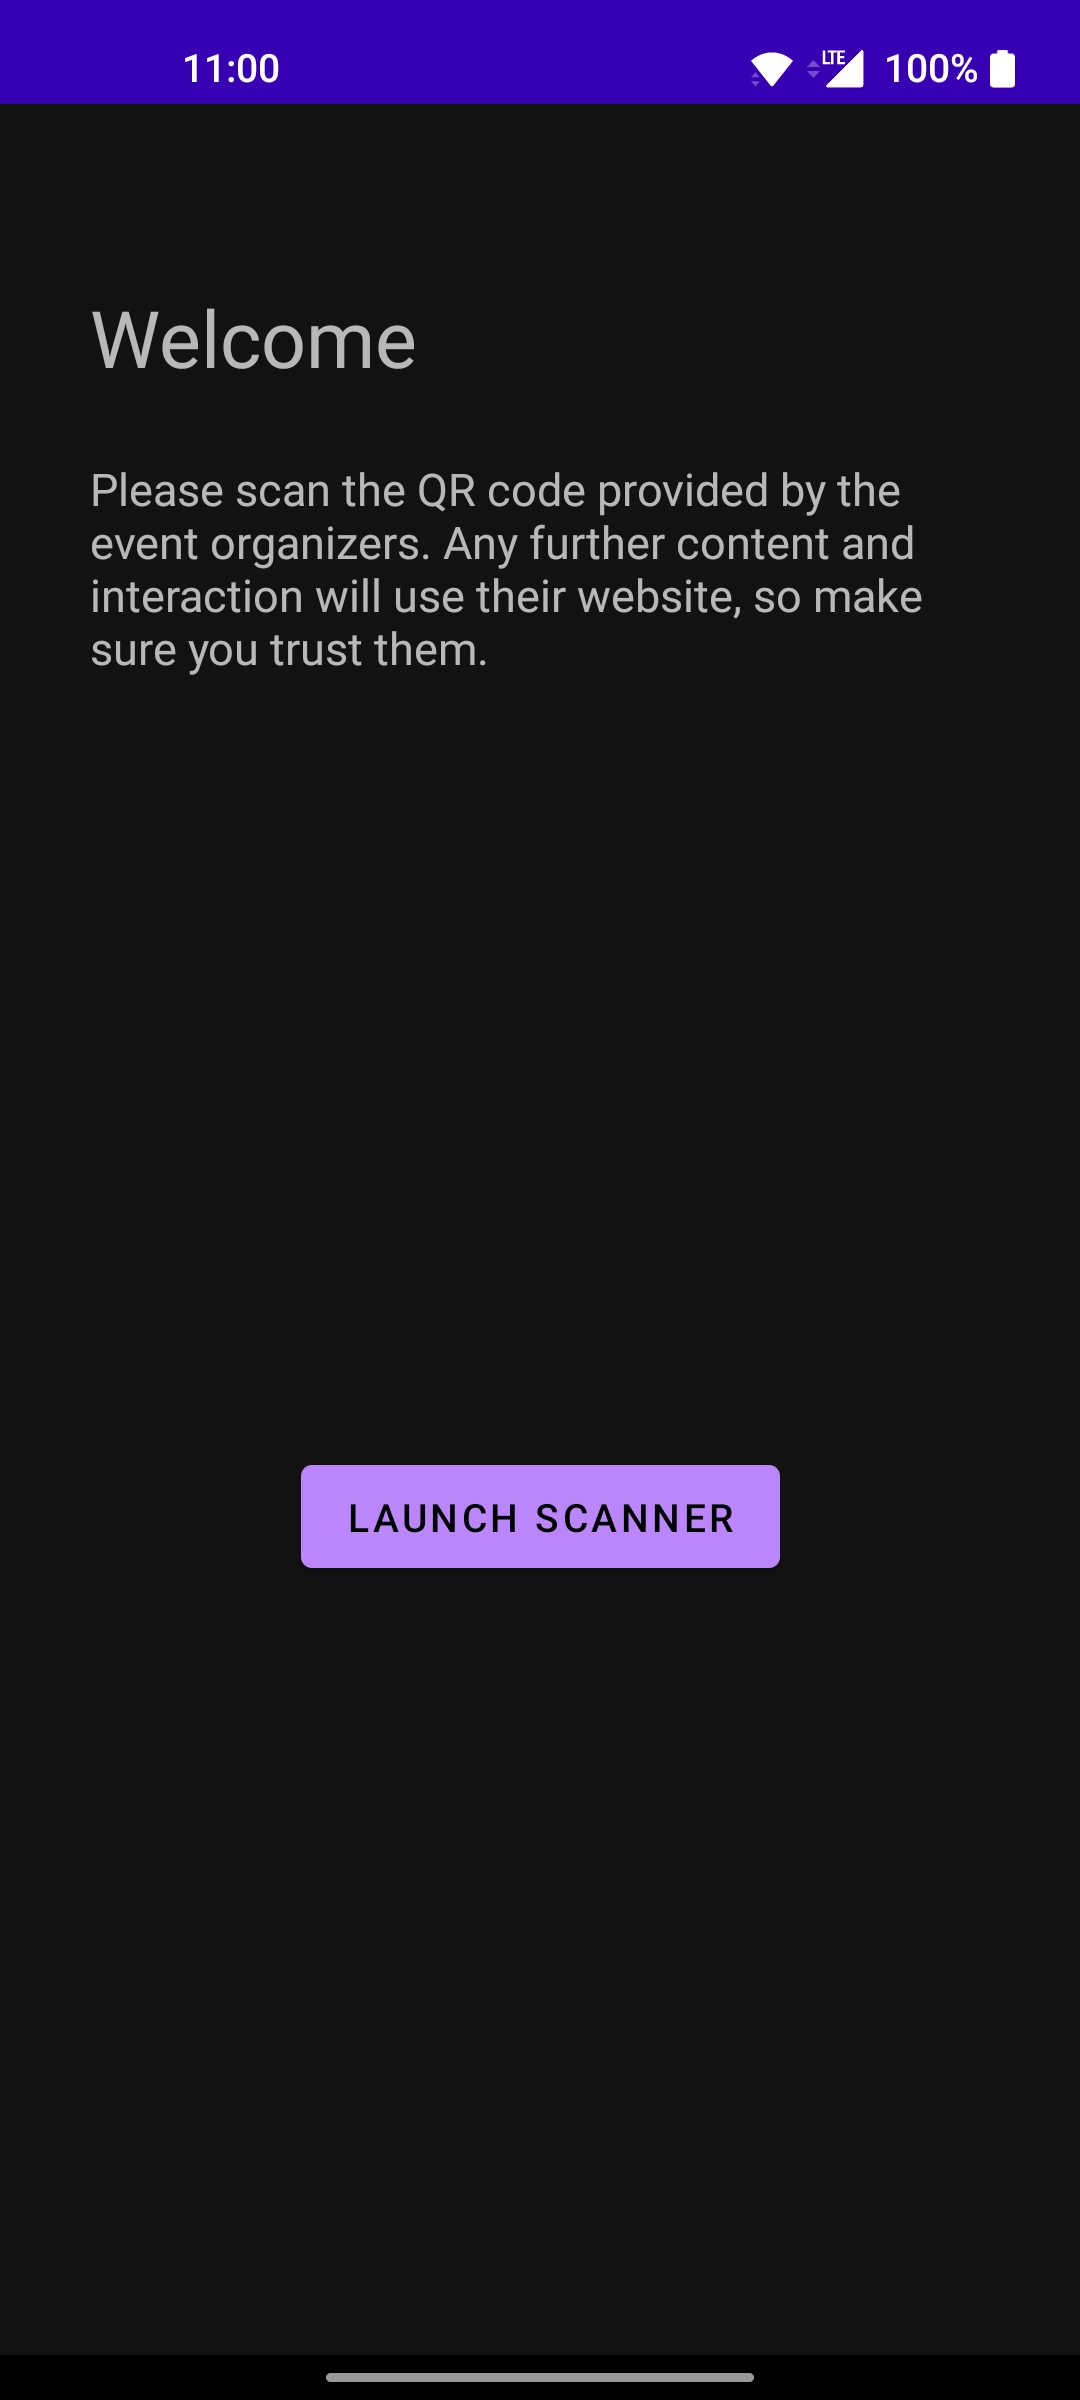 11:00
LTE
100%
Welcome
Please scan the QR code provided by the
event organizers. Any further content and
interaction will use their website, so make
sure you trust them.
LAUNCH SCANNER